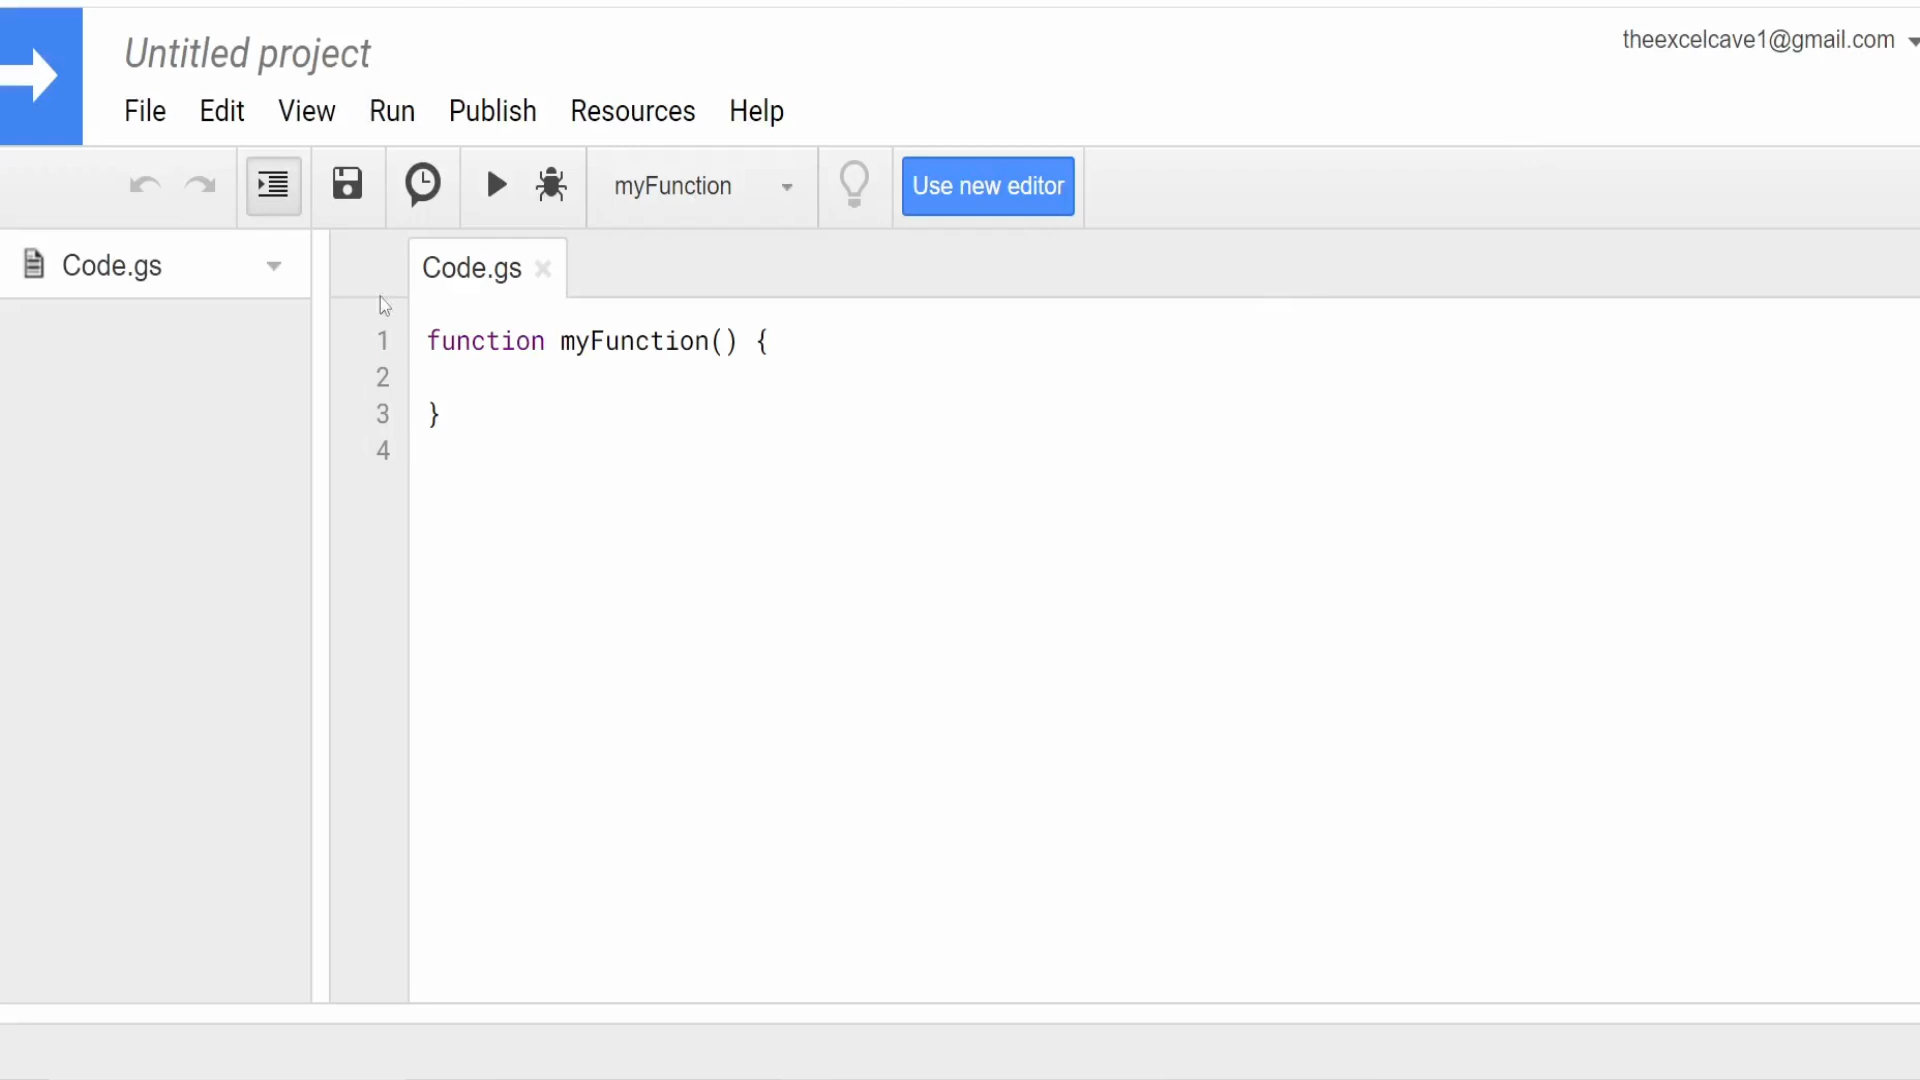 Untitled project
theexcelcave1@gmail.com
File Edit View Run Publish Resources Help
myFunction
Use new editor
Code.gs
Code.gs
1 function myFunction() {
2
3 }
4